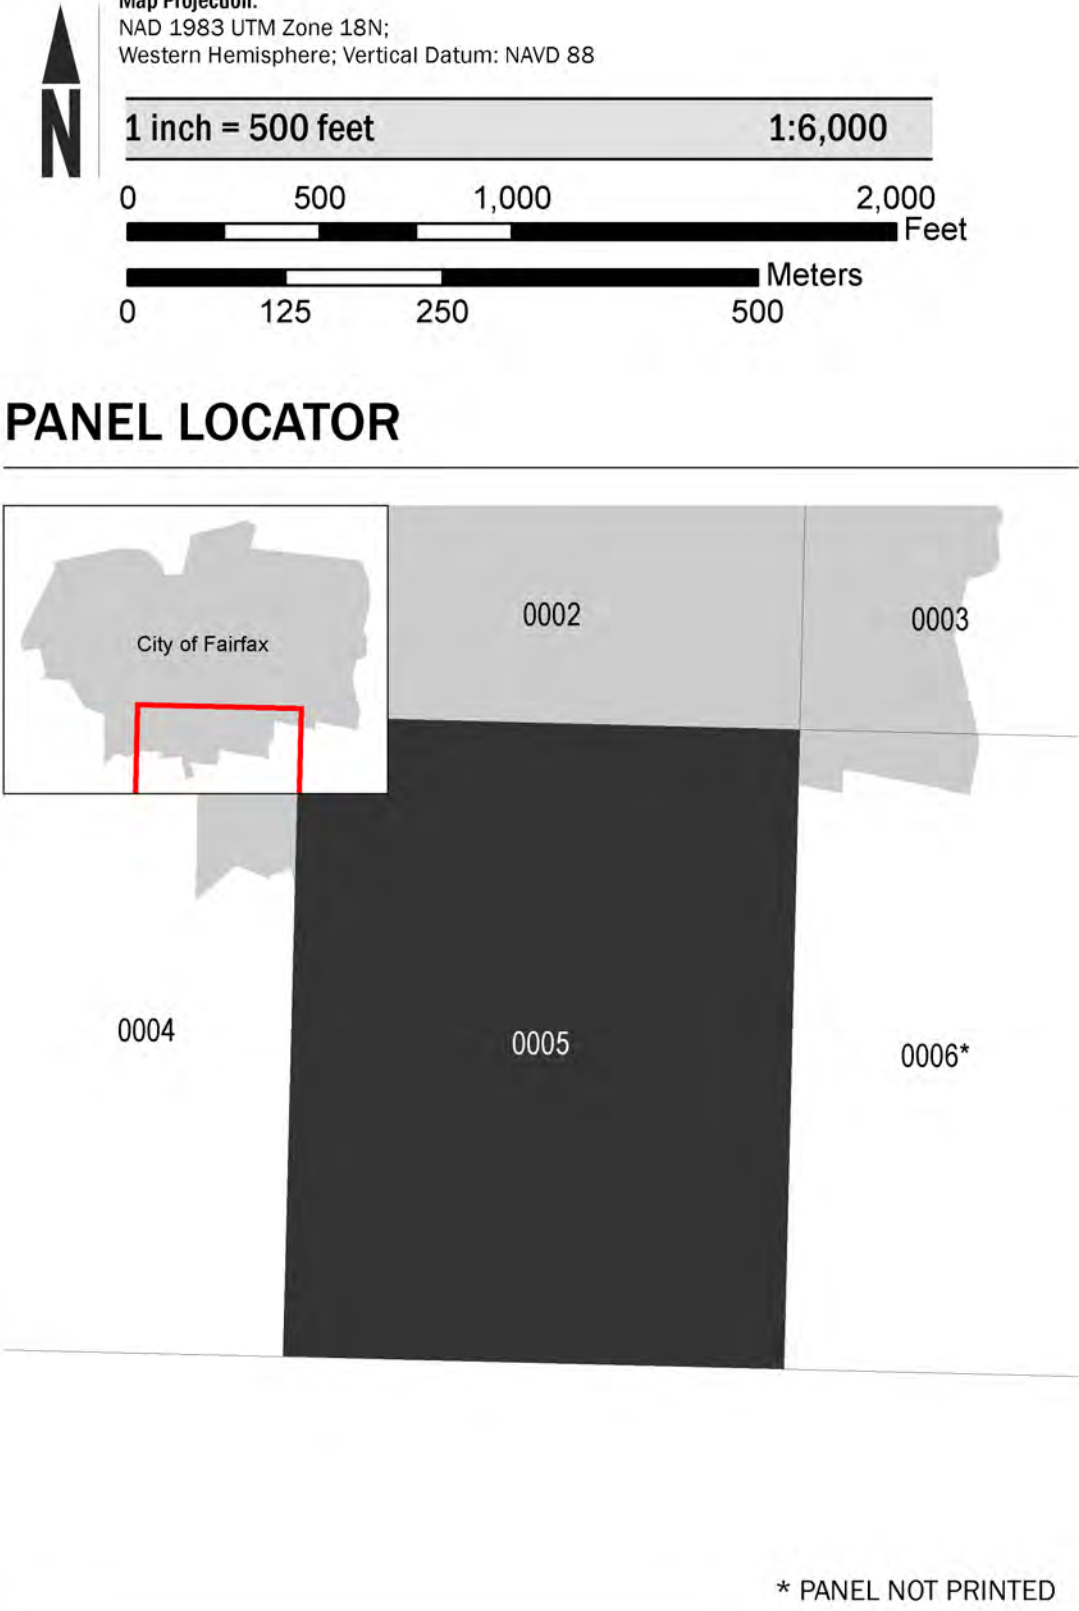 Map Projection:
NAD 1983 UTM Zone 18N;
Western Hemisphere; Vertical Datum: NAVD 88
N
1 inch = 500 feet 1:6,000
0 500 1,000 2,000
Feet
Meters
0 125 250 500
PANEL LOCATOR
0002
0003
City of Fairfax
0004
0005
0006*
* PANEL NOT PRINTED